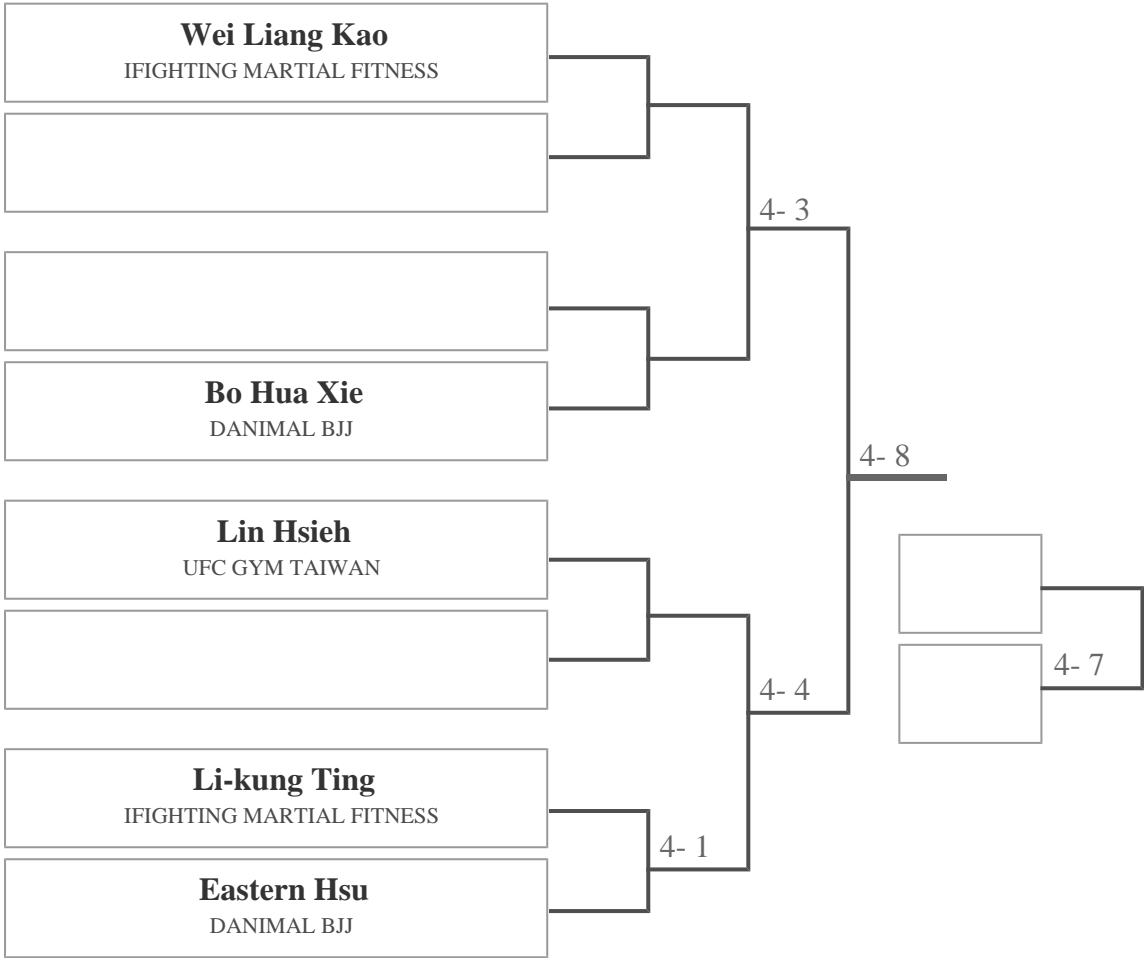 Wei Liang Kao
IFIGHTING MARTIAL FITNESS
4- 3
Bo Hua Xie
DANIMAL BJJ
4- 8
Lin Hsieh
UFC GYM TAIWAN
4- 7
4- 4
Li-kung Ting
IFIGHTING MARTIAL FITNESS
4- 1
Eastern Hsu
DANIMAL BJJ